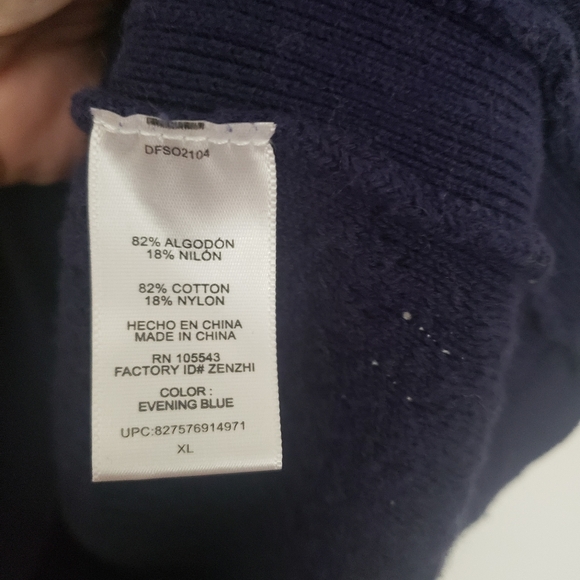 DFSO2104
82% ALGODÓN
18% NILÓN
82% COTTON
18% NYLON
HECHO EN CHINA
MADE IN CHINA
RN 105543
FACTORY ID# ZENZHI
COLOR :
EVENING BLUE
UPC:827576914971
XL